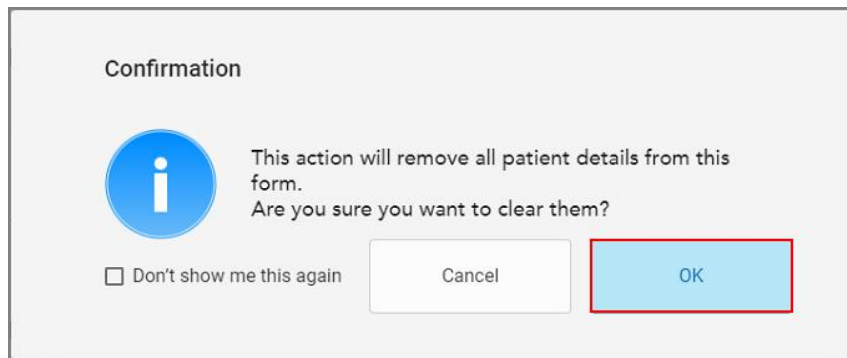 Confirmation
This action will remove all patient details from this
form.
Are you sure you want to clear them?
Don't show me this again
Cancel
OK